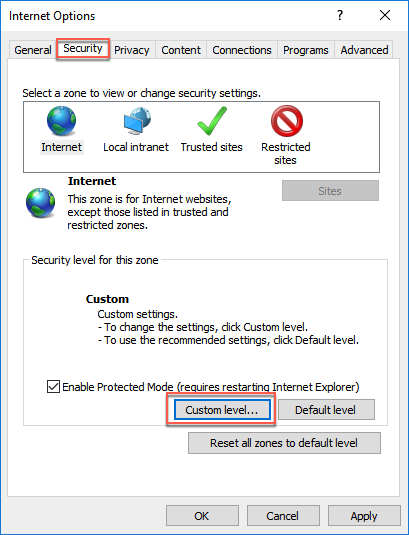 Internet Options
?
General Security Privacy Content Connections Programs Advanced
Select a zone to view or change security settings.
Internet Local intranet Trusted sites Restricted
sites
Internet
This zone is for Internet websites,
except those listed in trusted and
restricted zones.
Sites
Security level for this zone
Custom
Custom settings.
- To change the settings, click Custom level.
- To use the recommended settings, click Default level.
Enable Protected Mode (requires restarting Internet Explorer)
Custom level... Default level
Reset all zones to default level
OK Cancel Apply